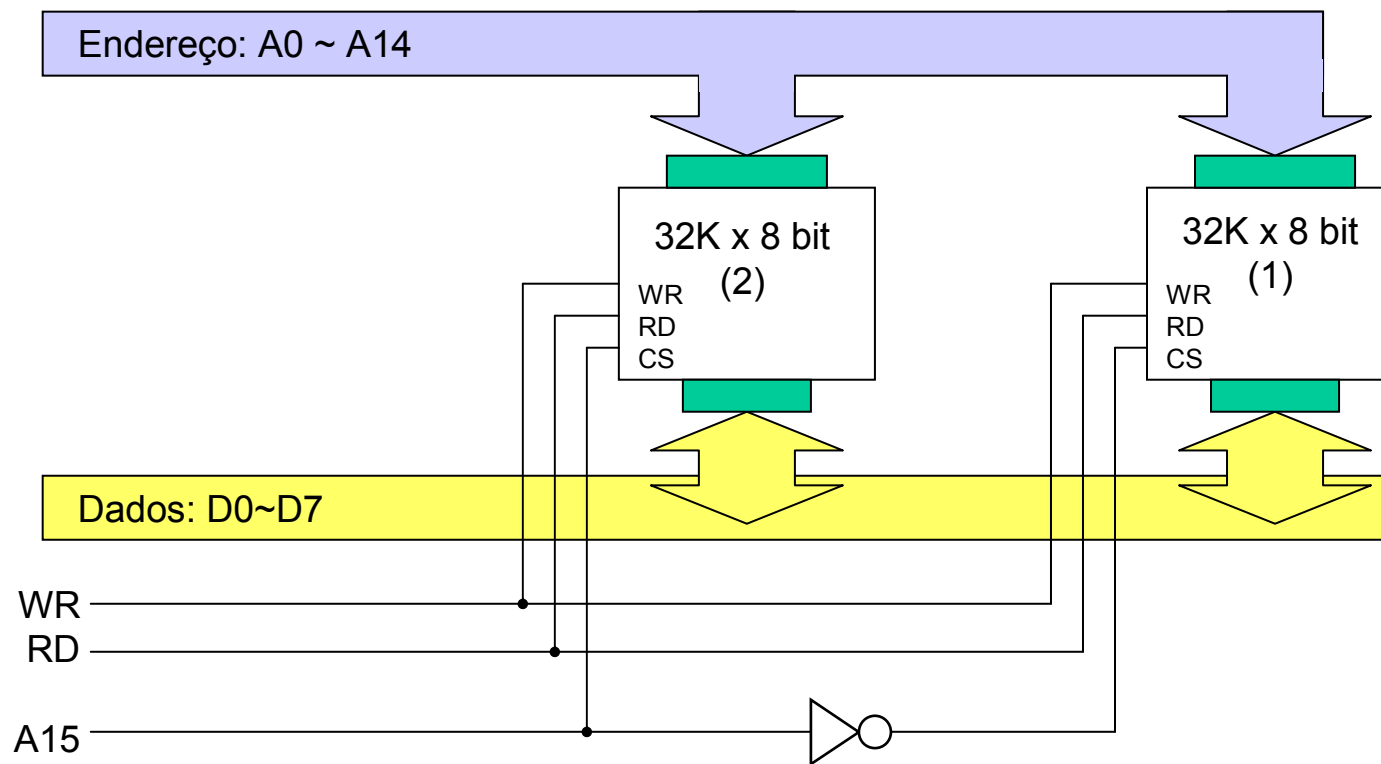 Endereço: A0 ~ A14
32K x 8 bit
(2)
WR
RD
CS
32K x 8 bit
(1)
WR
RD
CS
Dados: D0~D7
WR
RD
A15